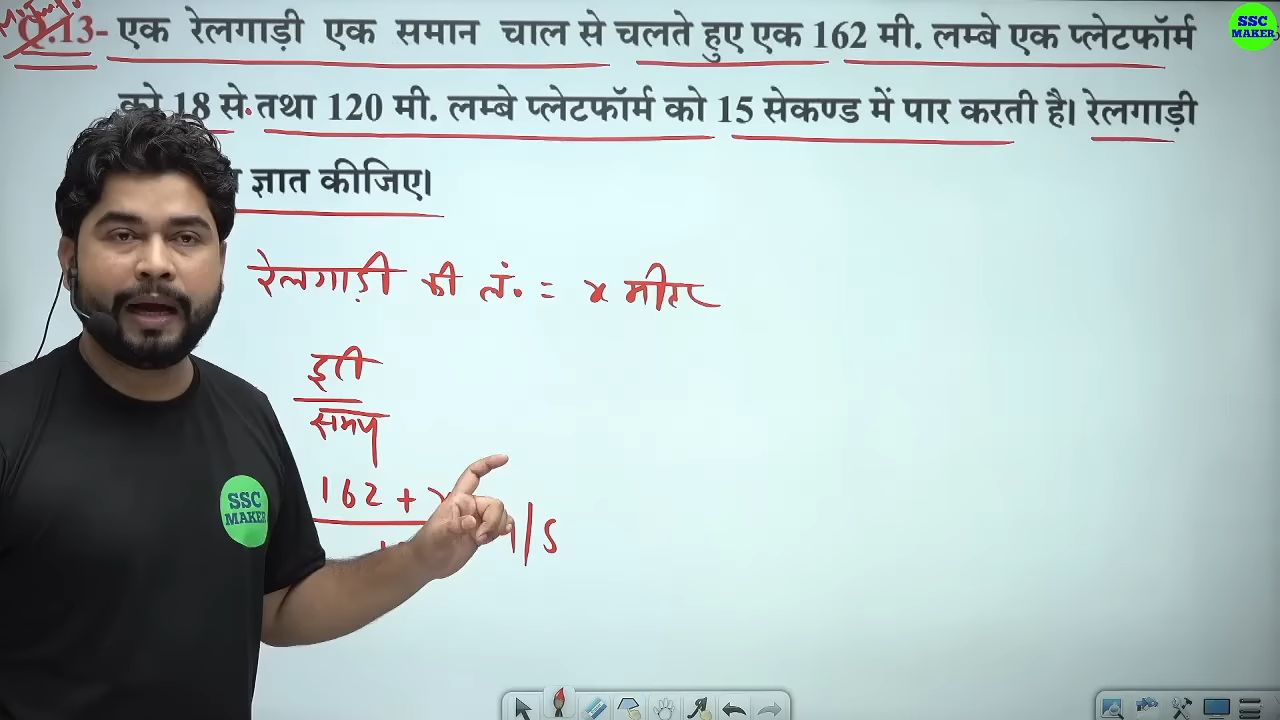 Q.13- एक रेलगाड़ी एक समान चाल से चलते हुए एक 162 मी. लम्बे एक प्लेटफॉर्म
को 18 से. तथा 120 मी. लम्बे प्लेटफॉर्म को 15 सेकण्ड में पार करती है। रेलगाड़ी
ज्ञात कीजिए।
रेलगाड़ी की लं. = x मीटर
दूरी
समय
162 +
/ S
SSC
MAKER
SSC
MAKER